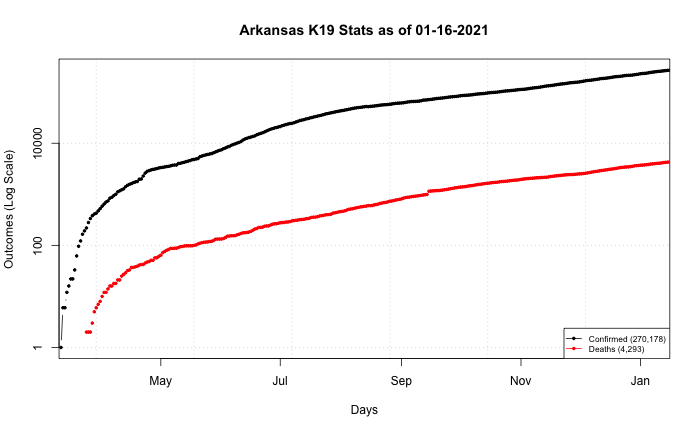 Arkansas K19 Stats as of 01-16-2021
Outcomes (Log Scale)
10000
100
1
Confirmed (270,178)
Deaths (4,293)
May Jul Sep Nov Jan
Days